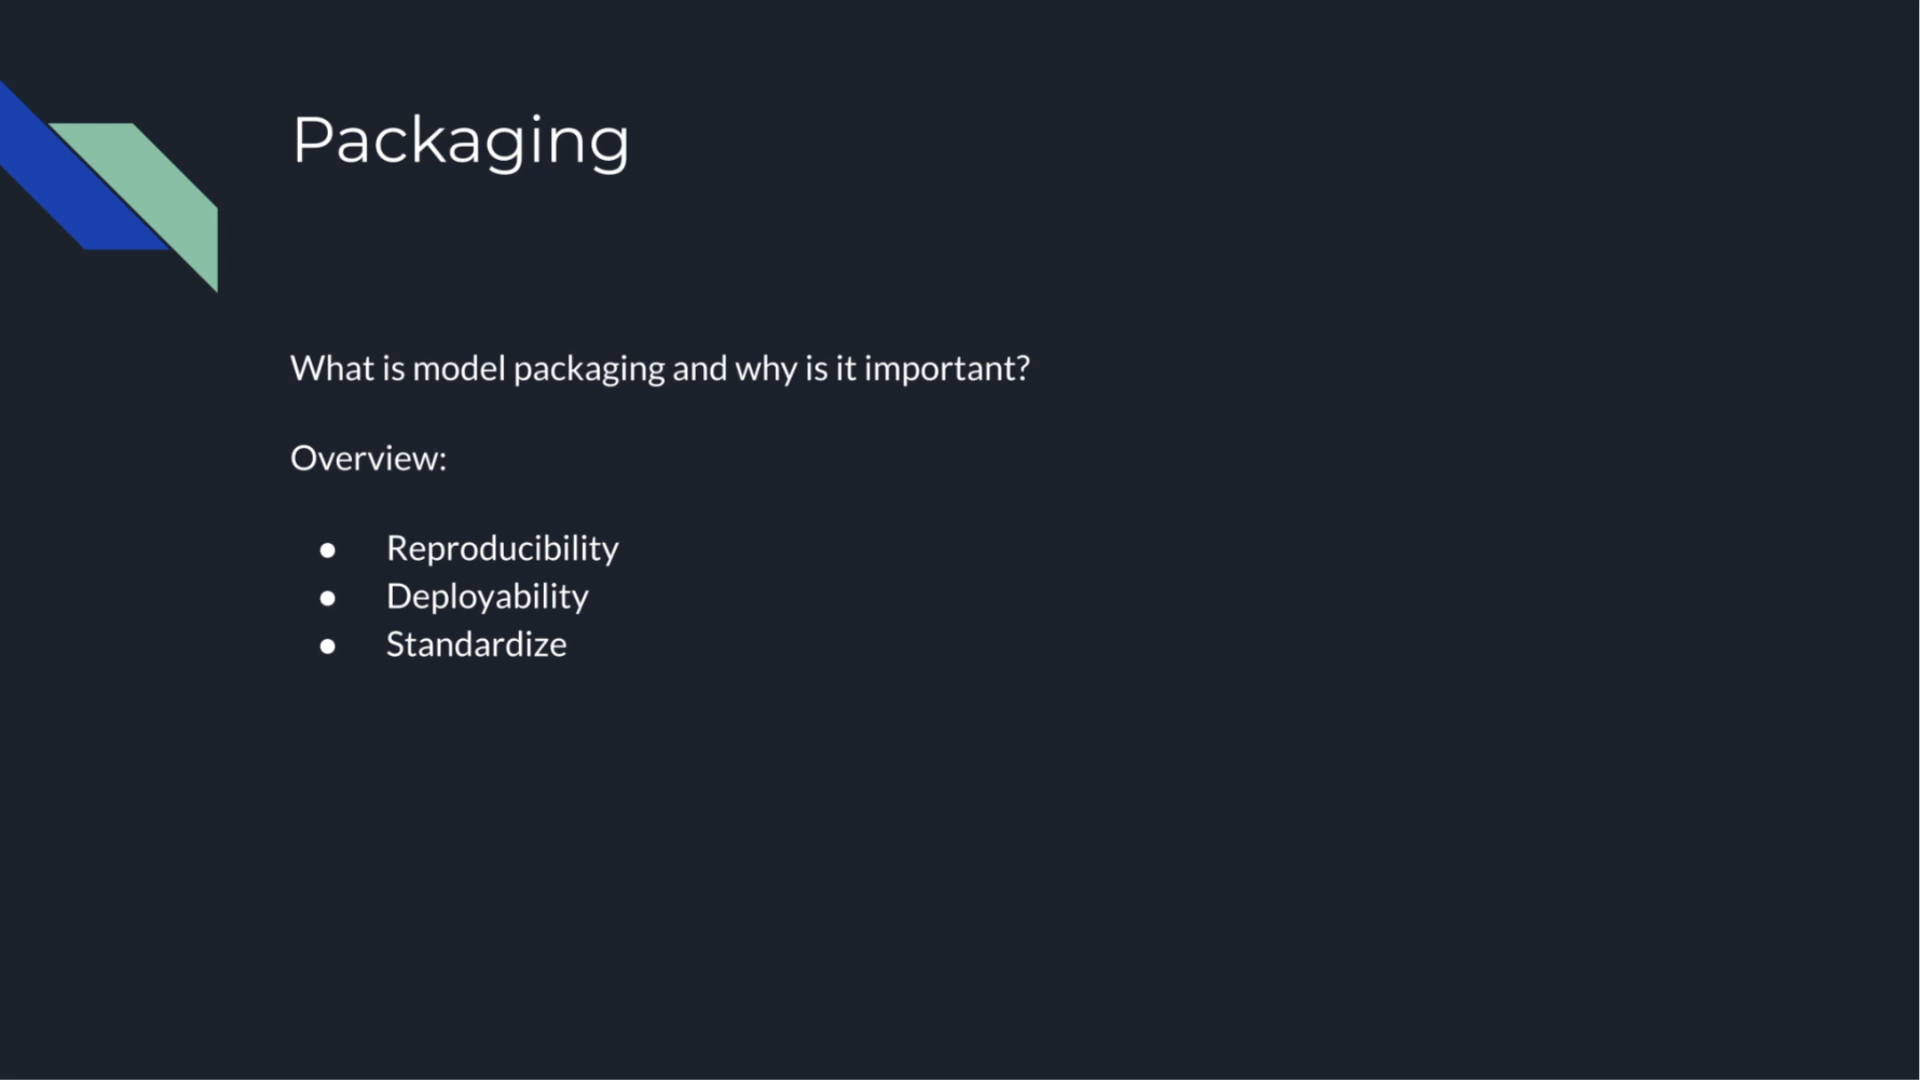 Packaging
What is model packaging and why is it important?
Overview:
● Reproducibility
● Deployability
● Standardize